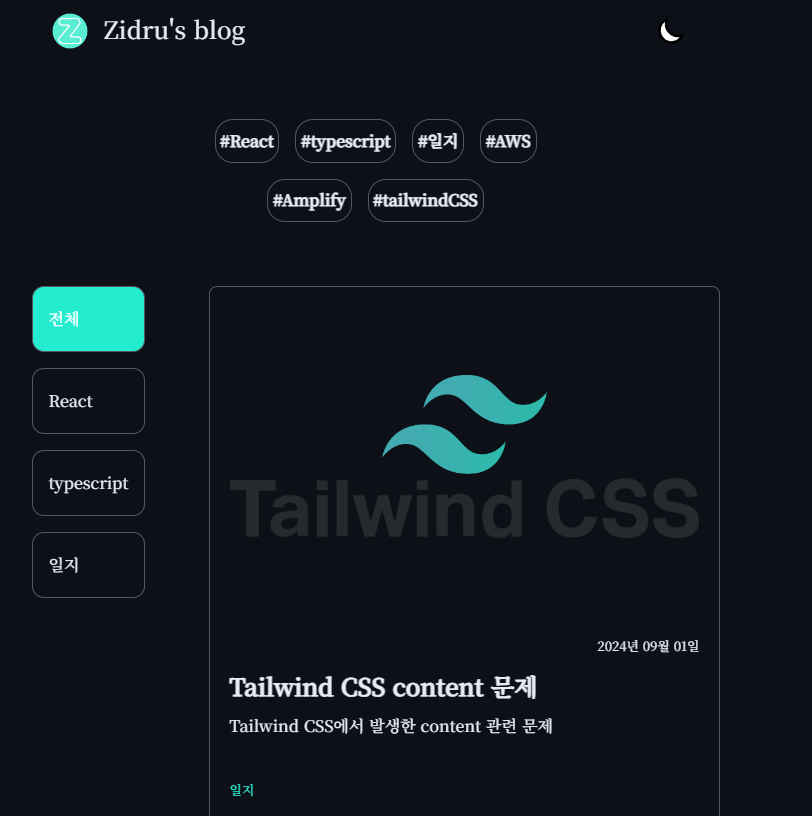 Zidru's blog
#React #typescript #일지 #AWS
#Amplify #tailwindCSS
전체
React
typescript
일지
Tailwind CSS
2024년 09월 01일
Tailwind CSS content 문제
Tailwind CSS에서 발생한 content 관련 문제
일지